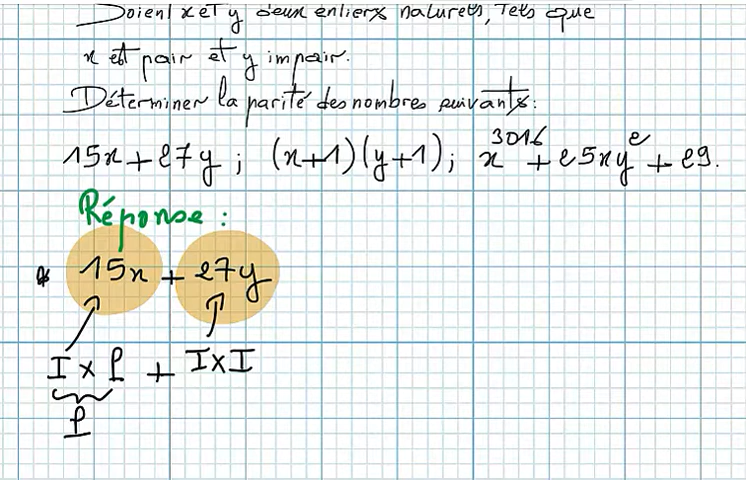 Soient x et y deux entiers naturels, tels que
x est pair et y impair.
Déterminer la parité des nombres suivants:
15x + 27y ; (x+1)(y+1) ; x^3016 + 25xy^2 + 29.
Réponse :
* 15x + 27y
I x P + I x I
P